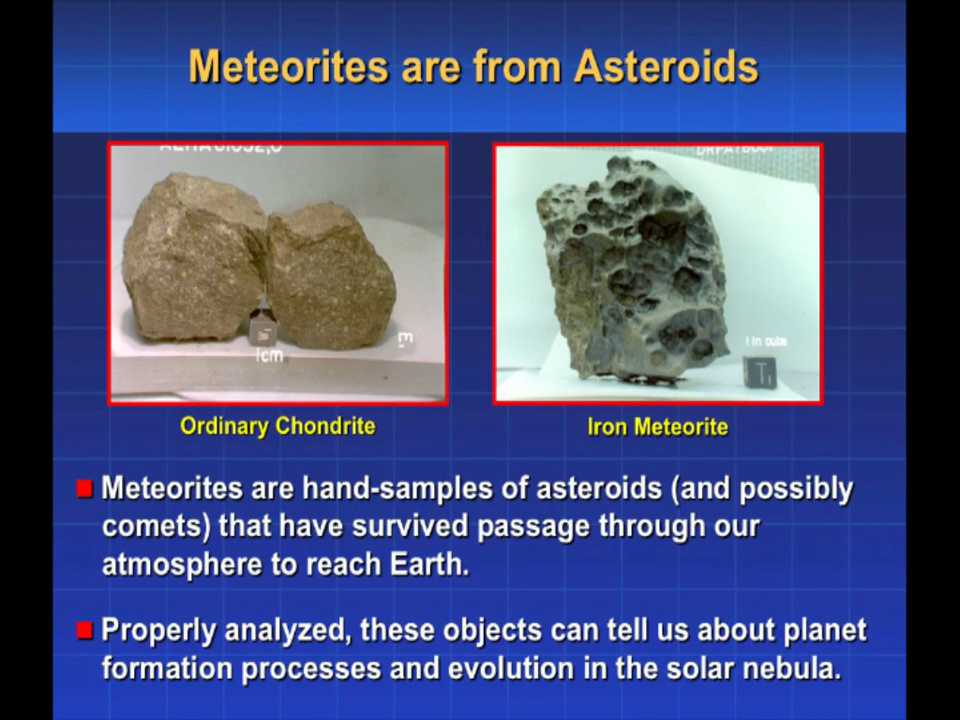 Meteorites are from Asteroids
1cm
E,
1 in cube
T1
Ordinary Chondrite
Iron Meteorite
Meteorites are hand-samples of asteroids (and possibly
comets) that have survived passage through our
atmosphere to reach Earth.
Properly analyzed, these objects can tell us about planet
formation processes and evolution in the solar nebula.